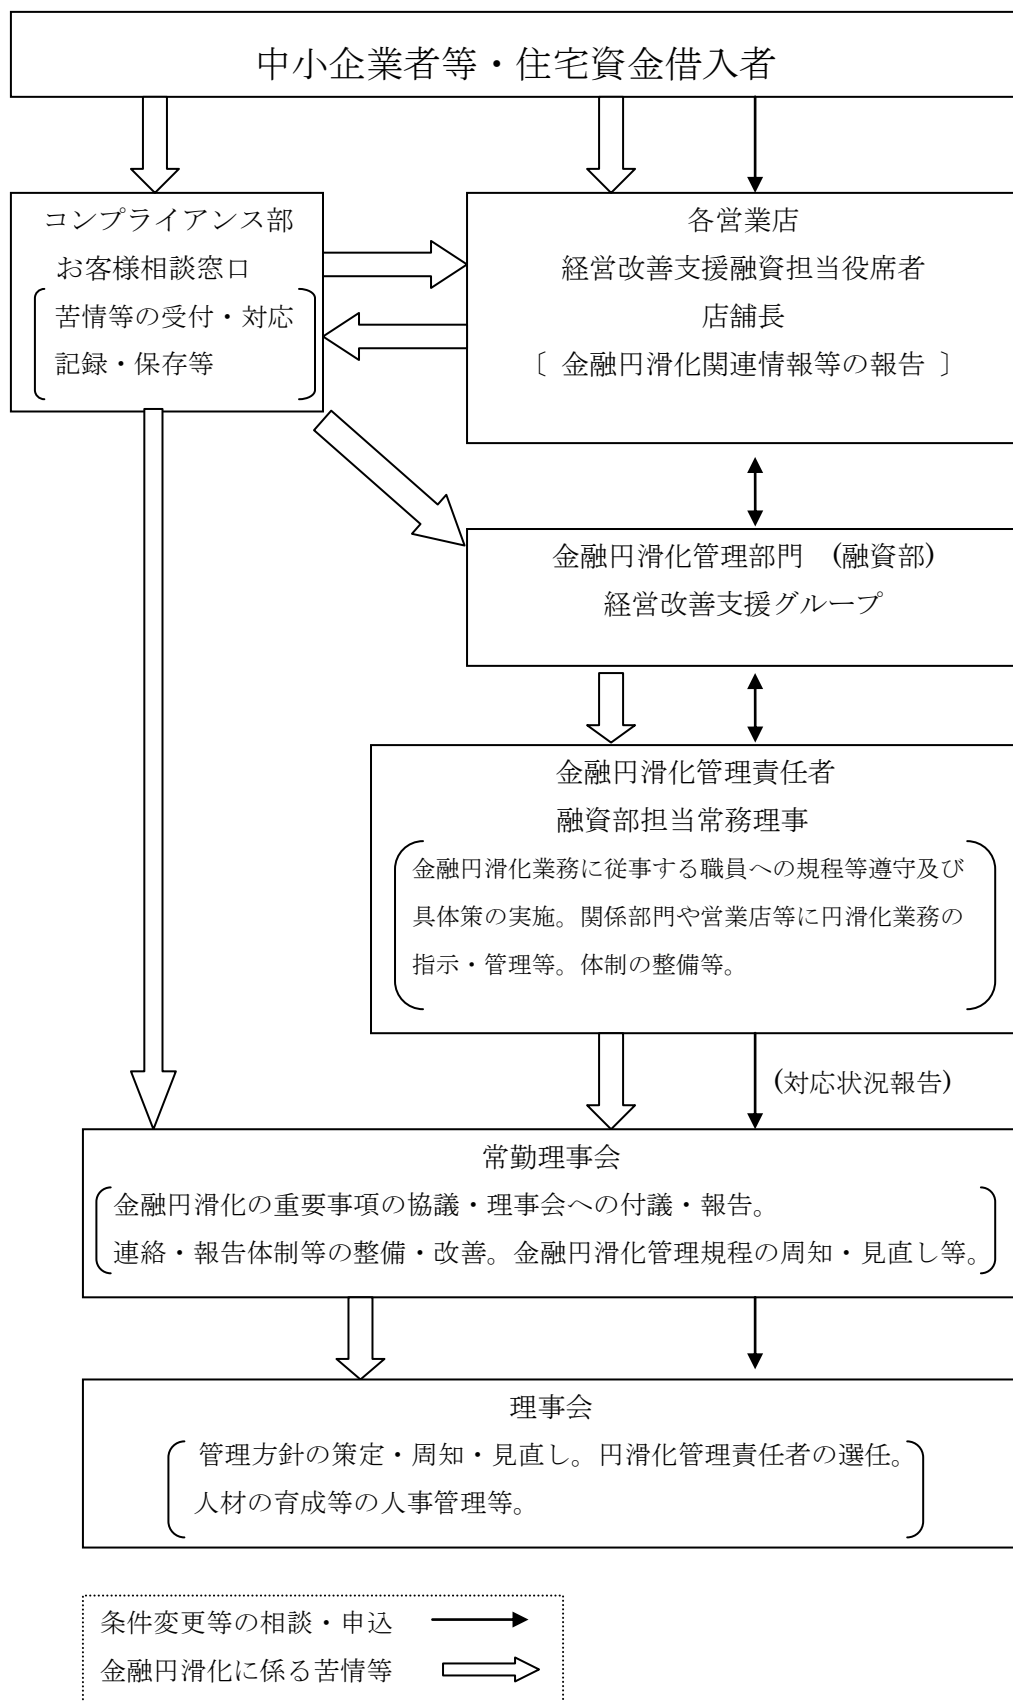 中小企業者等・住宅資金借入者
コンプライアンス部
お客様相談窓口
苦情等の受付・対応
記録・保存等
各営業店
経営改善支援融資担当役席者
店舗長
〔 金融円滑化関連情報等の報告 〕
金融円滑化管理部門　(融資部)
経営改善支援グループ
金融円滑化管理責任者
融資部担当常務理事
金融円滑化業務に従事する職員への規程等遵守及び
具体策の実施。関係部門や営業店等に円滑化業務の
指示・管理等。体制の整備等。
(対応状況報告)
常勤理事会
金融円滑化の重要事項の協議・理事会への付議・報告。
連絡・報告体制等の整備・改善。金融円滑化管理規程の周知・見直し等。
理事会
管理方針の策定・周知・見直し。円滑化管理責任者の選任。
人材の育成等の人事管理等。
条件変更等の相談・申込
金融円滑化に係る苦情等